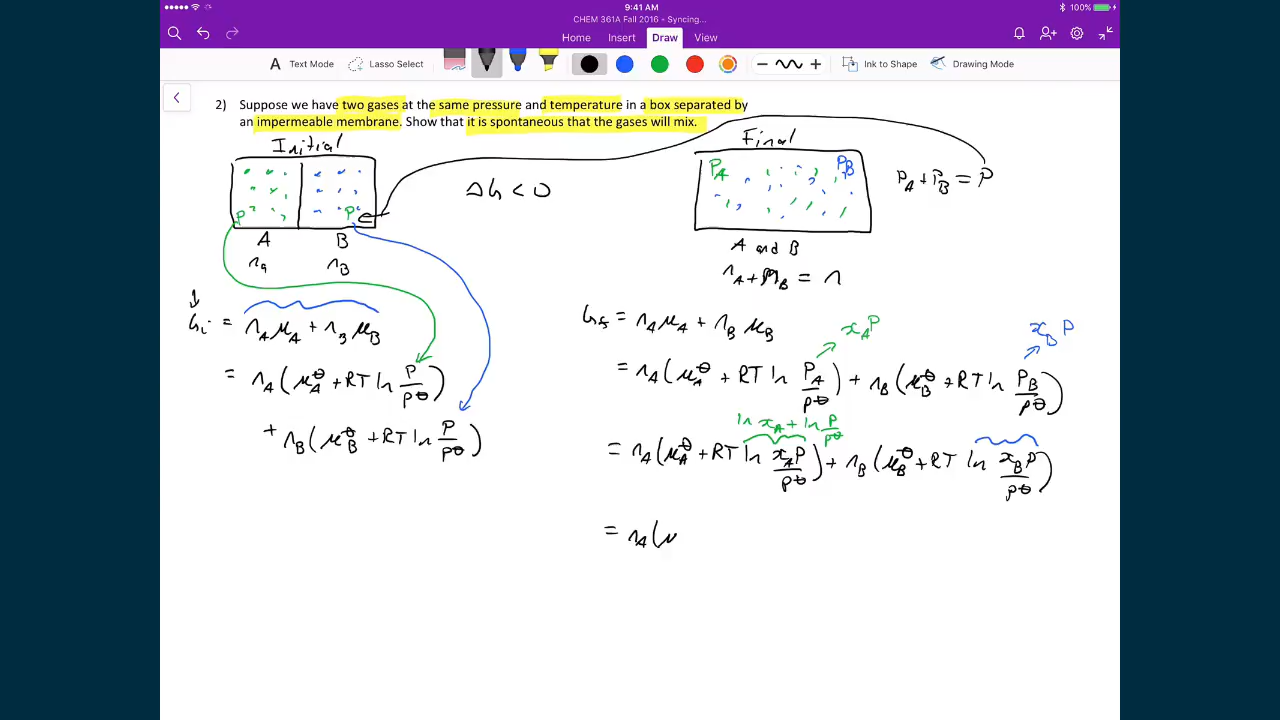 9:41 AM
100%
CHEM 361A Fall 2016 – Syncing...
Home Insert Draw View
A Text Mode Lasso Select Ink to Shape Drawing Mode
2) Suppose we have two gases at the same pressure and temperature in a box separated by
an impermeable membrane. Show that it is spontaneous that the gases will mix.
Initial
P P
A B
n_A n_B
ΔG < 0
Final
P_A P_B
P_A + P_B = P
A and B
n_A + n_B = n
G_i = n_A μ_A + n_B μ_B
= n_A (μ_A^⊖ + RT ln P/P^⊖)
+ n_B (μ_B^⊖ + RT ln P/P^⊖)
G_f = n_A μ_A + n_B μ_B
x_A P x_B P
= n_A (μ_A^⊖ + RT ln P_A/P^⊖) + n_B (μ_B^⊖ + RT ln P_B/P^⊖)
ln x_A + ln P/P^⊖
= n_A (μ_A^⊖ + RT ln x_A P/P^⊖) + n_B (μ_B^⊖ + RT ln x_B P/P^⊖)
= n_A (μ